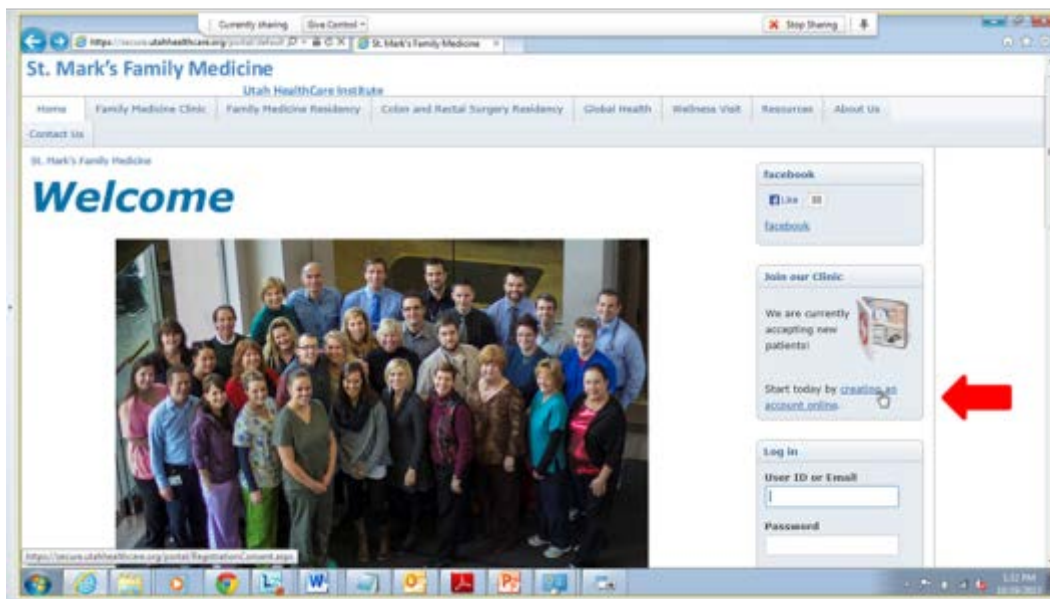 Currently sharing Give Control Stop Sharing
St. Mark's Family Medicine
St. Mark's Family Medicine
Utah HealthCare Institute
Home Family Medicine Clinic Family Medicine Residency Colon and Rectal Surgery Residency Global Health Wellness Visit Resources About Us
Contact Us
St. Mark's Family Medicine
Welcome
facebook
Like
facebook
Join our Clinic
We are currently
accepting new
patients!
Start today by creating an
account online.
Log in
User ID or Email
Password
https://secure.utahhealthcare.org/portal/RegistrationConsent.aspx
5:32 PM